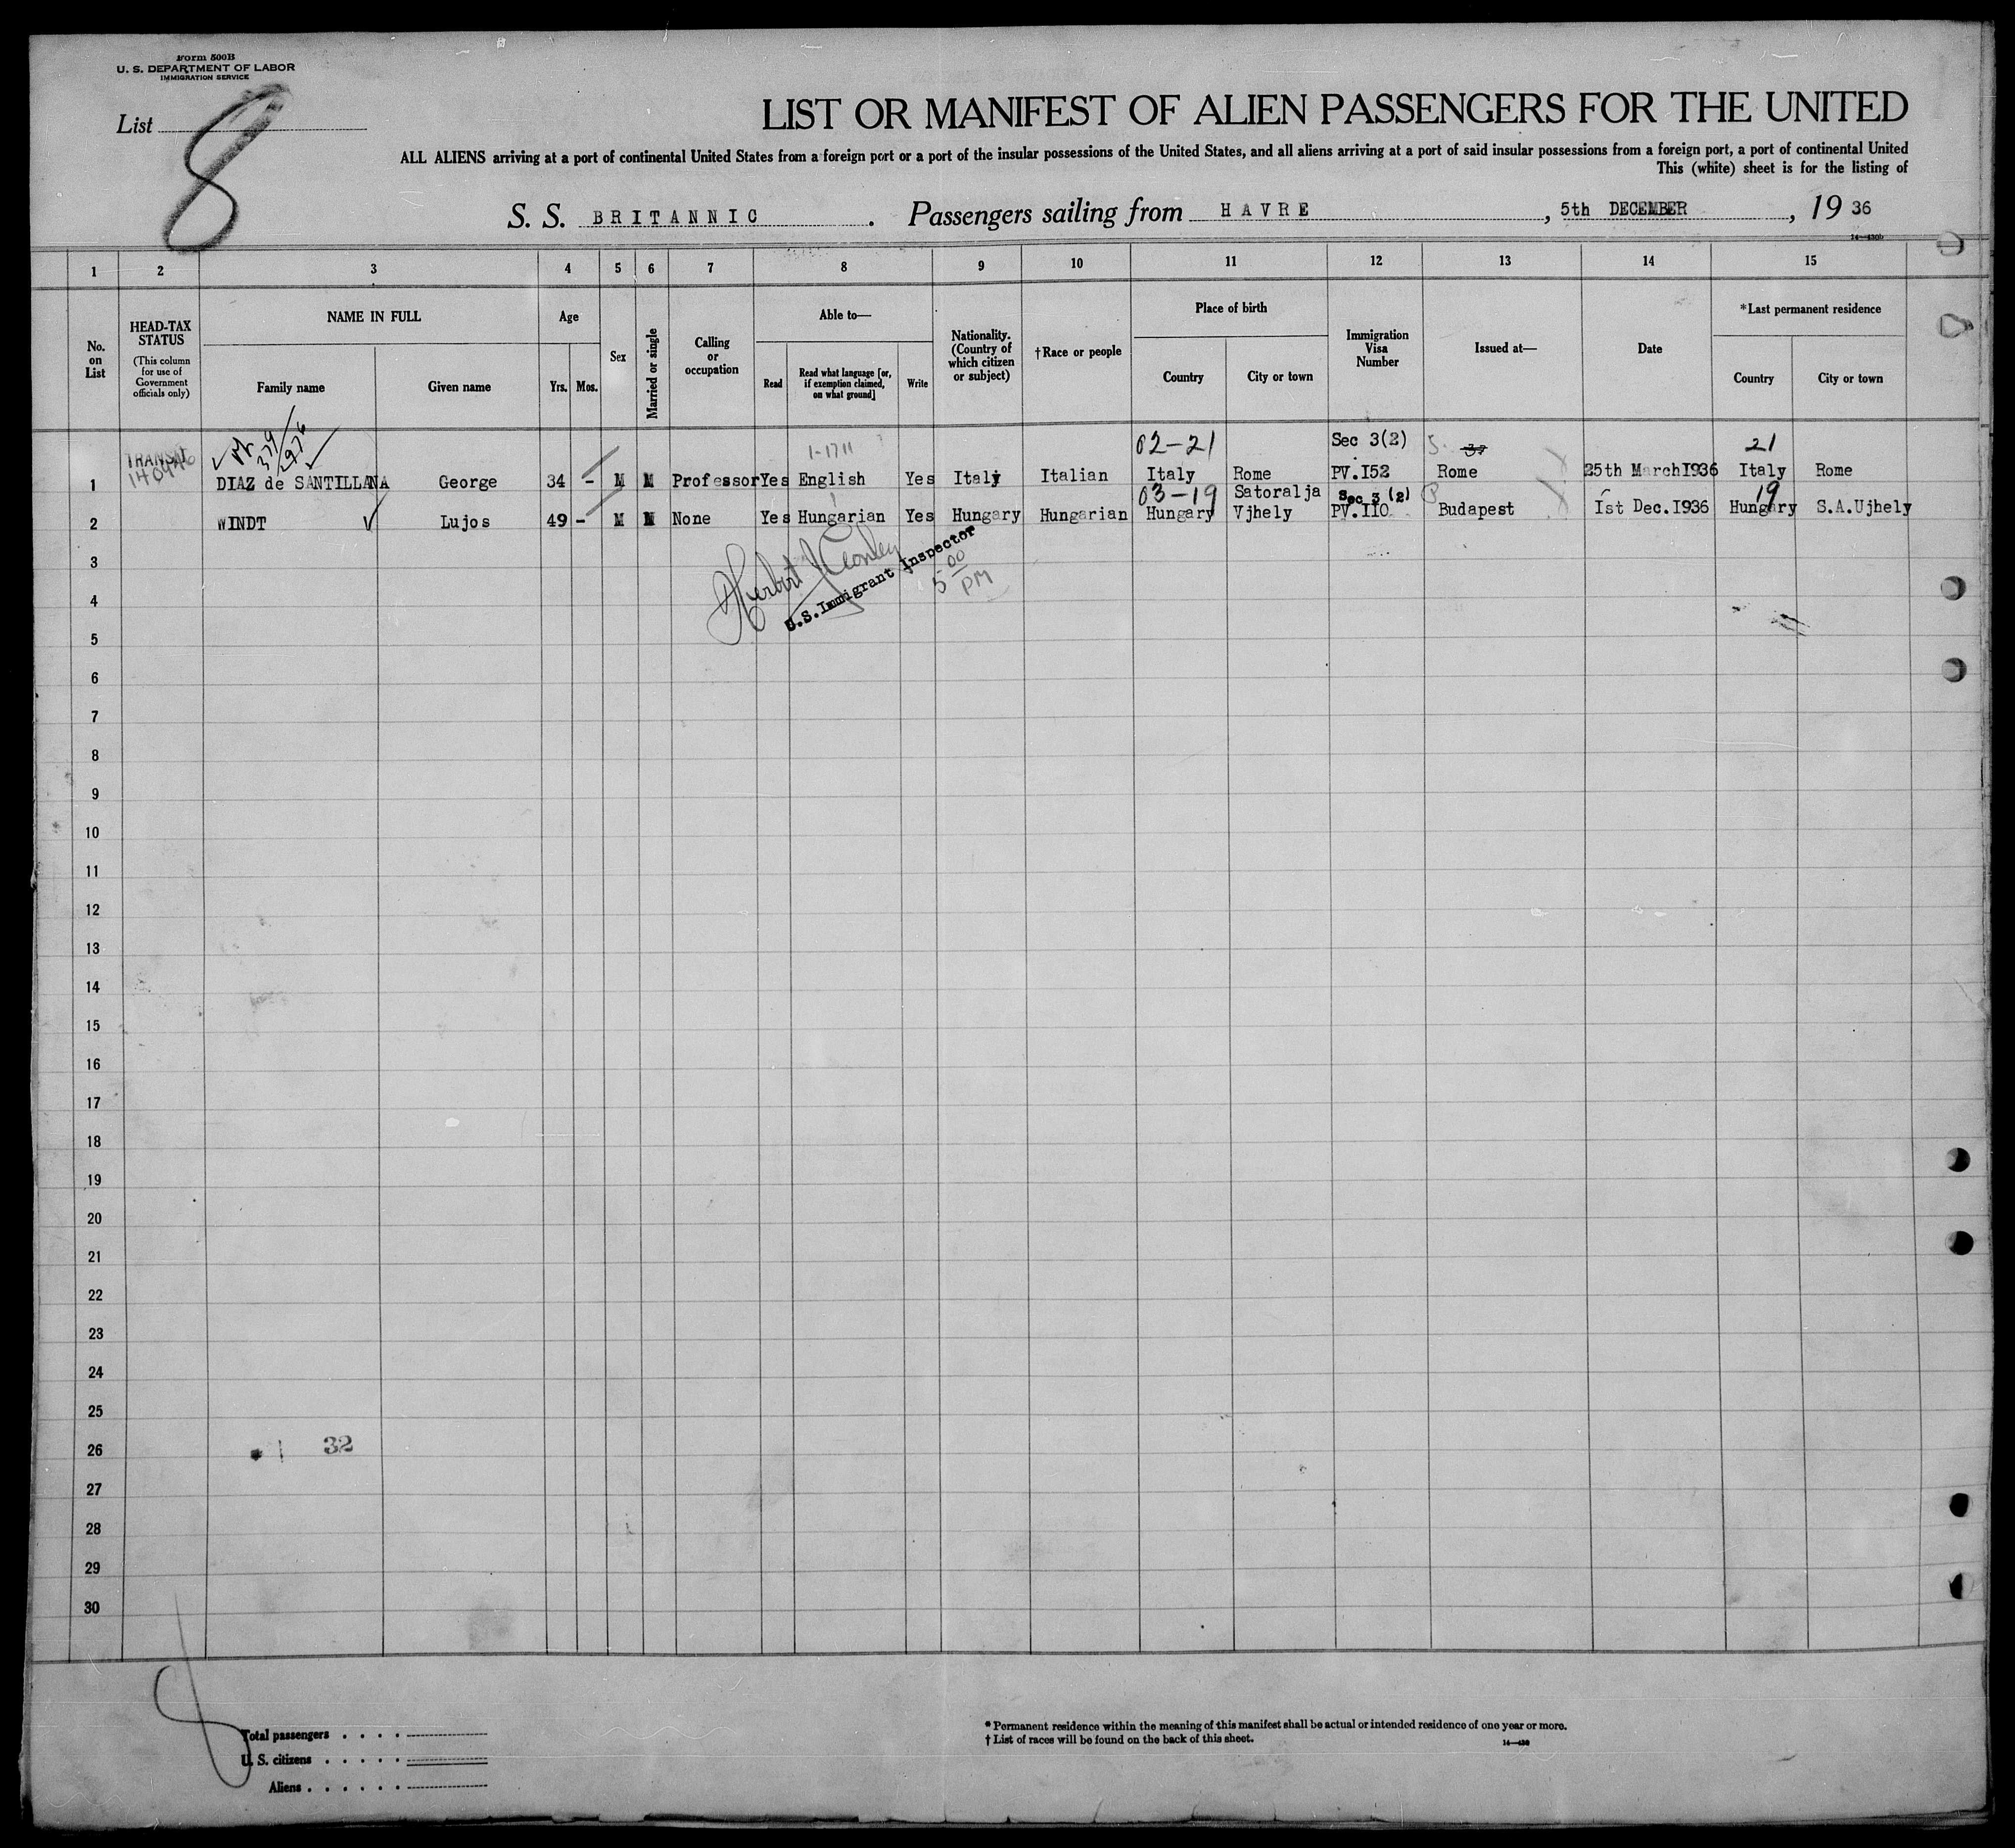 Form 500B
U. S. DEPARTMENT OF LABOR
IMMIGRATION SERVICE
List 8
LIST OR MANIFEST OF ALIEN PASSENGERS FOR THE UNITED
ALL ALIENS arriving at a port of continental United States from a foreign port or a port of the insular possessions of the United States, and all aliens arriving at a port of said insular possessions from a foreign port, a port of continental United
This (white) sheet is for the listing of
S. S. BRITANNIC. Passengers sailing from HAVRE, 5th DECEMBER, 19 36
14—430b
1 2 3 4 5 6 7 8 9 10 11 12 13 14 15
No. on List
HEAD-TAX STATUS
(This column for use of Government officials only)
NAME IN FULL
Family name
Given name
Age
Yrs. Mos.
Sex
Married or single
Calling or occupation
Able to—
Read
Read what language [or, if exemption claimed, on what ground]
Write
Nationality. (Country of which citizen or subject)
†Race or people
Place of birth
Country
City or town
Immigration Visa Number
Issued at—
Date
*Last permanent residence
Country
City or town
TRANSIT
02-21 Sec 3(2) 21
1 DIAZ de SANTILLANA George 34 - M M Professor Yes English Yes Italy Italian Italy Rome PV.I52 Rome 25th March I936 Italy Rome
03-19 Satoralja Sec 3 (2) 19
2 WINDT Lujos 49 - M M None Yes Hungarian Yes Hungary Hungarian Hungary Vjhely PV.II0 Budapest Ist Dec.I936 Hungary S.A.Ujhely
Herbert J Conley
U.S.Immigrant Inspector
5 00 PM
3
4
5
6
7
8
9
10
11
12
13
14
15
16
17
18
19
20
21
22
23
24
25
26 32
27
28
29
30
Total passengers
U. S. citizens
Aliens
* Permanent residence within the meaning of this manifest shall be actual or intended residence of one year or more.
† List of races will be found on the back of this sheet.
14—430